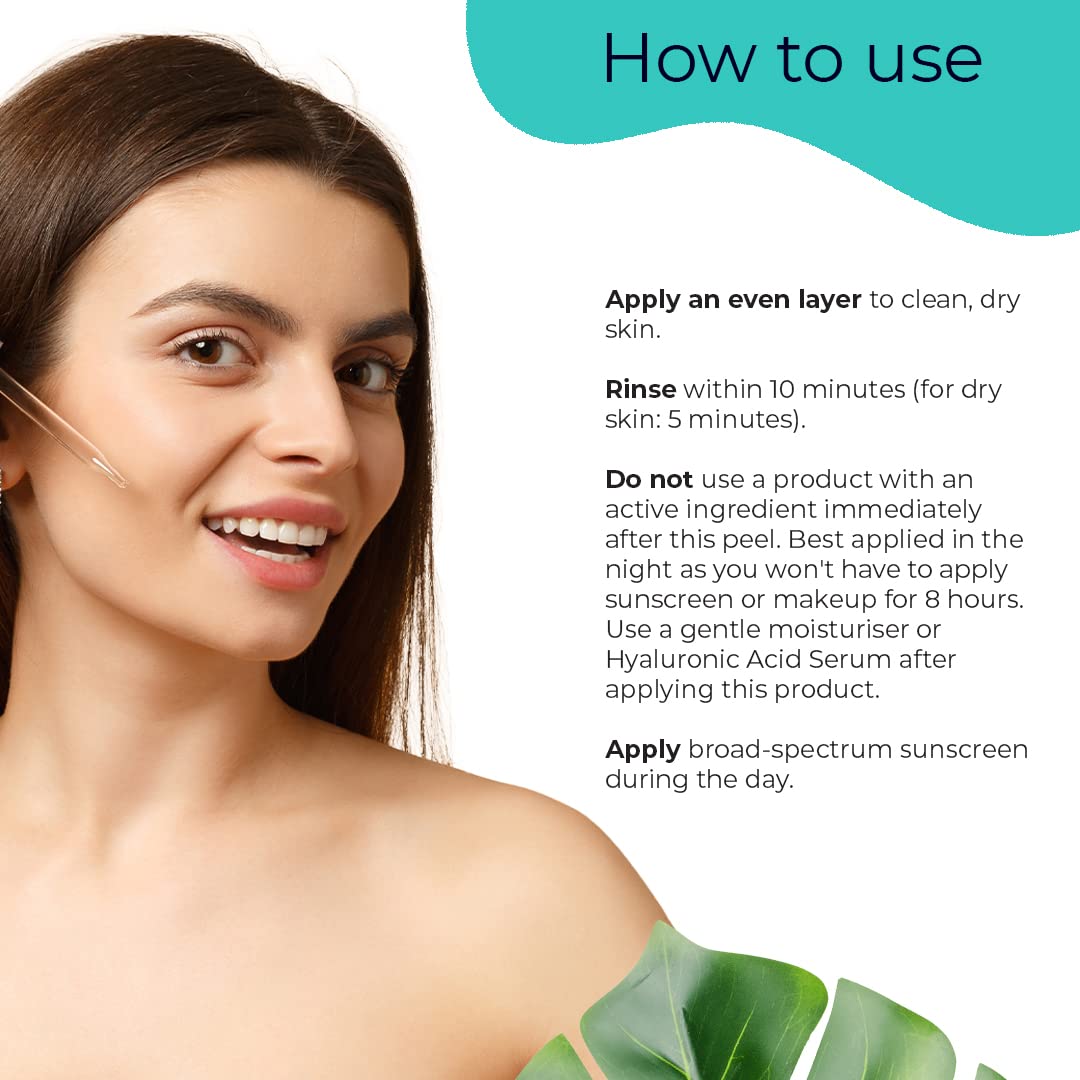 How to use
Apply an even layer to clean, dry
skin.
Rinse within 10 minutes (for dry
skin: 5 minutes).
Do not use a product with an
active ingredient immediately
after this peel. Best applied in the
night as you won't have to apply
sunscreen or makeup for 8 hours.
Use a gentle moisturiser or
Hyaluronic Acid Serum after
applying this product.
Apply broad-spectrum sunscreen
during the day.